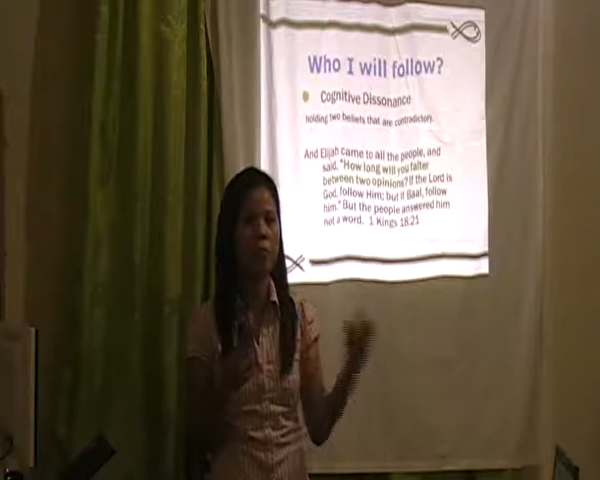 Who I will follow?
Cognitive Dissonance
holding two beliefs that are contradictory.
And Elijah came to all the people, and
said, "How long will you falter
between two opinions? If the Lord is
God, follow Him; but if Baal, follow
him." But the people answered him
not a word. 1 Kings 18:21